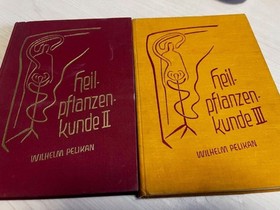 heil-
pflanzen-
kunde II
WILHELM PELIKAN
heil-
pflanzen-
kunde III
WILHELM PELIKAN